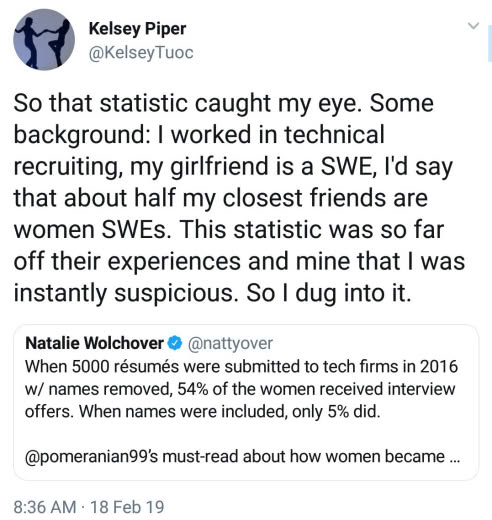 Kelsey Piper
@KelseyTuoc
So that statistic caught my eye. Some
background: I worked in technical
recruiting, my girlfriend is a SWE, I'd say
that about half my closest friends are
women SWEs. This statistic was so far
off their experiences and mine that I was
instantly suspicious. So I dug into it.
Natalie Wolchover @nattyover
When 5000 résumés were submitted to tech firms in 2016
w/ names removed, 54% of the women received interview
offers. When names were included, only 5% did.
@pomeranian99's must-read about how women became ...
8:36 AM · 18 Feb 19